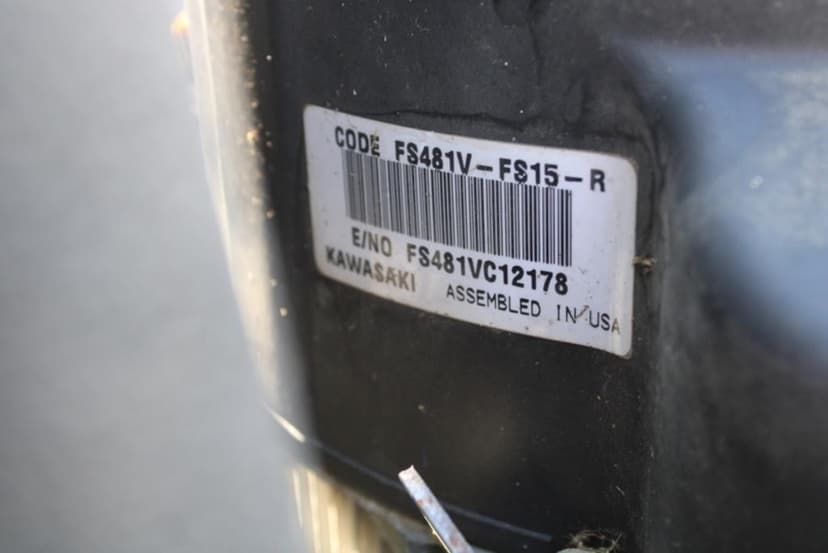 CODE FS481V-FS15-R
E/NO FS481VC12178
KAWASAKI ASSEMBLED IN USA